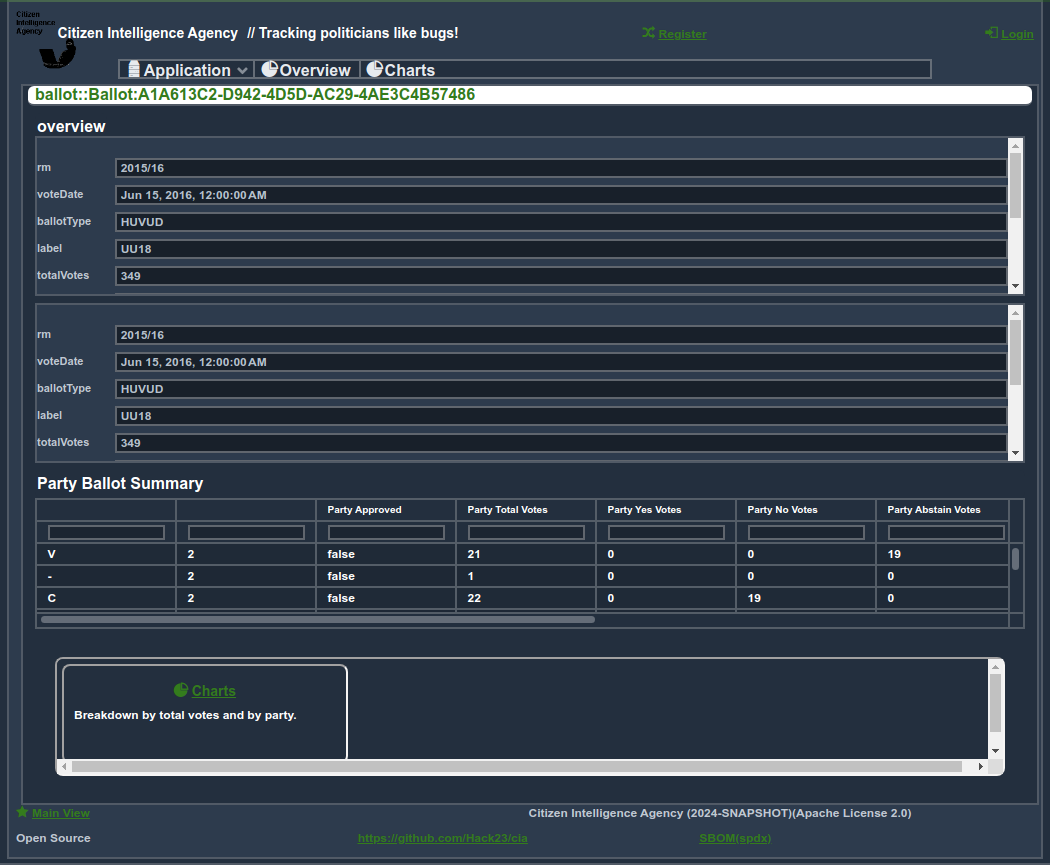 Citizen
Intelligence
Agency
Citizen Intelligence Agency // Tracking politicians like bugs!
Register
Login
Application
Overview
Charts
ballot::Ballot:A1A613C2-D942-4D5D-AC29-4AE3C4B57486
overview
rm 2015/16
voteDate Jun 15, 2016, 12:00:00 AM
ballotType HUVUD
label UU18
totalVotes 349
rm 2015/16
voteDate Jun 15, 2016, 12:00:00 AM
ballotType HUVUD
label UU18
totalVotes 349
Party Ballot Summary
Party Approved Party Total Votes Party Yes Votes Party No Votes Party Abstain Votes
V 2 false 21 0 0 19
- 2 false 1 0 0 0
C 2 false 22 0 19 0
Charts
Breakdown by total votes and by party.
Main View
Citizen Intelligence Agency (2024-SNAPSHOT)(Apache License 2.0)
Open Source
https://github.com/Hack23/cia
SBOM(spdx)